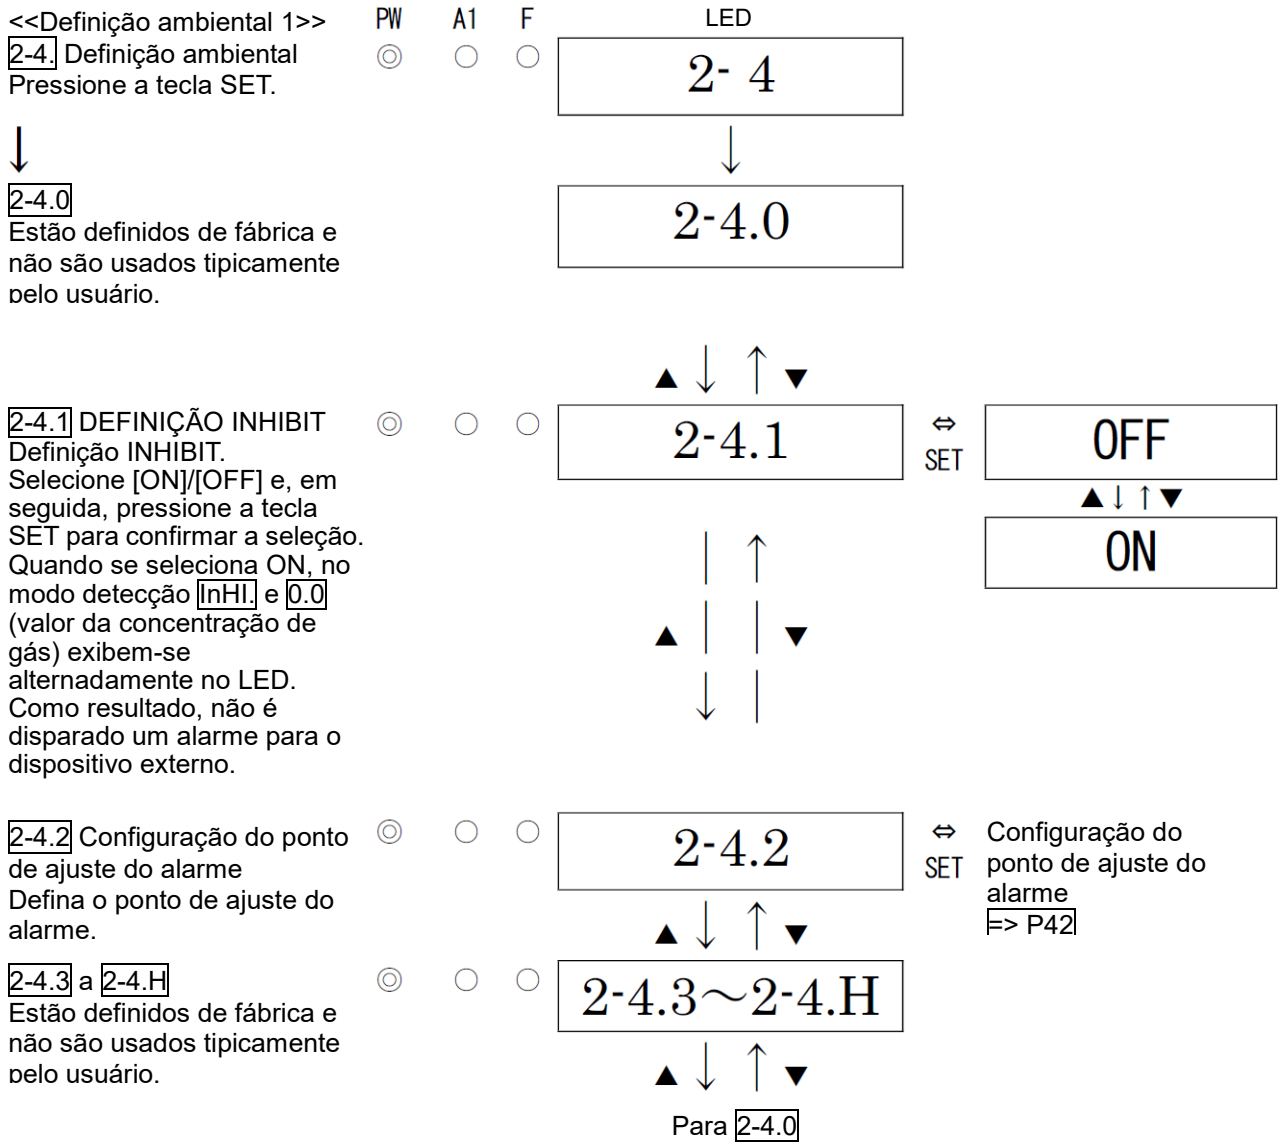 <<Definição ambiental 1>>
PW A1 F LED
2-4. Definição ambiental
Pressione a tecla SET.
◎ ○ ○ 2- 4
↓
↓
2-4.0
Estão definidos de fábrica e
não são usados tipicamente
pelo usuário.
2-4.0
▲ ↓ ↑ ▼
2-4.1 DEFINIÇÃO INHIBIT
Definição INHIBIT.
Selecione [ON]/[OFF] e, em
seguida, pressione a tecla
SET para confirmar a seleção.
Quando se seleciona ON, no
modo detecção InHI. e 0.0
(valor da concentração de
gás) exibem-se
alternadamente no LED.
Como resultado, não é
disparado um alarme para o
dispositivo externo.
◎ ○ ○ 2-4.1 ⇔
SET
OFF
▲↓↑▼
ON
▲ ↓ ↑ ▼
2-4.2 Configuração do ponto
de ajuste do alarme
Defina o ponto de ajuste do
alarme.
◎ ○ ○ 2-4.2 ⇔
SET
Configuração do
ponto de ajuste do
alarme
=> P42
▲ ↓ ↑ ▼
2-4.3 a 2-4.H
Estão definidos de fábrica e
não são usados tipicamente
pelo usuário.
◎ ○ ○ 2-4.3～2-4.H
▲ ↓ ↑ ▼
Para 2-4.0